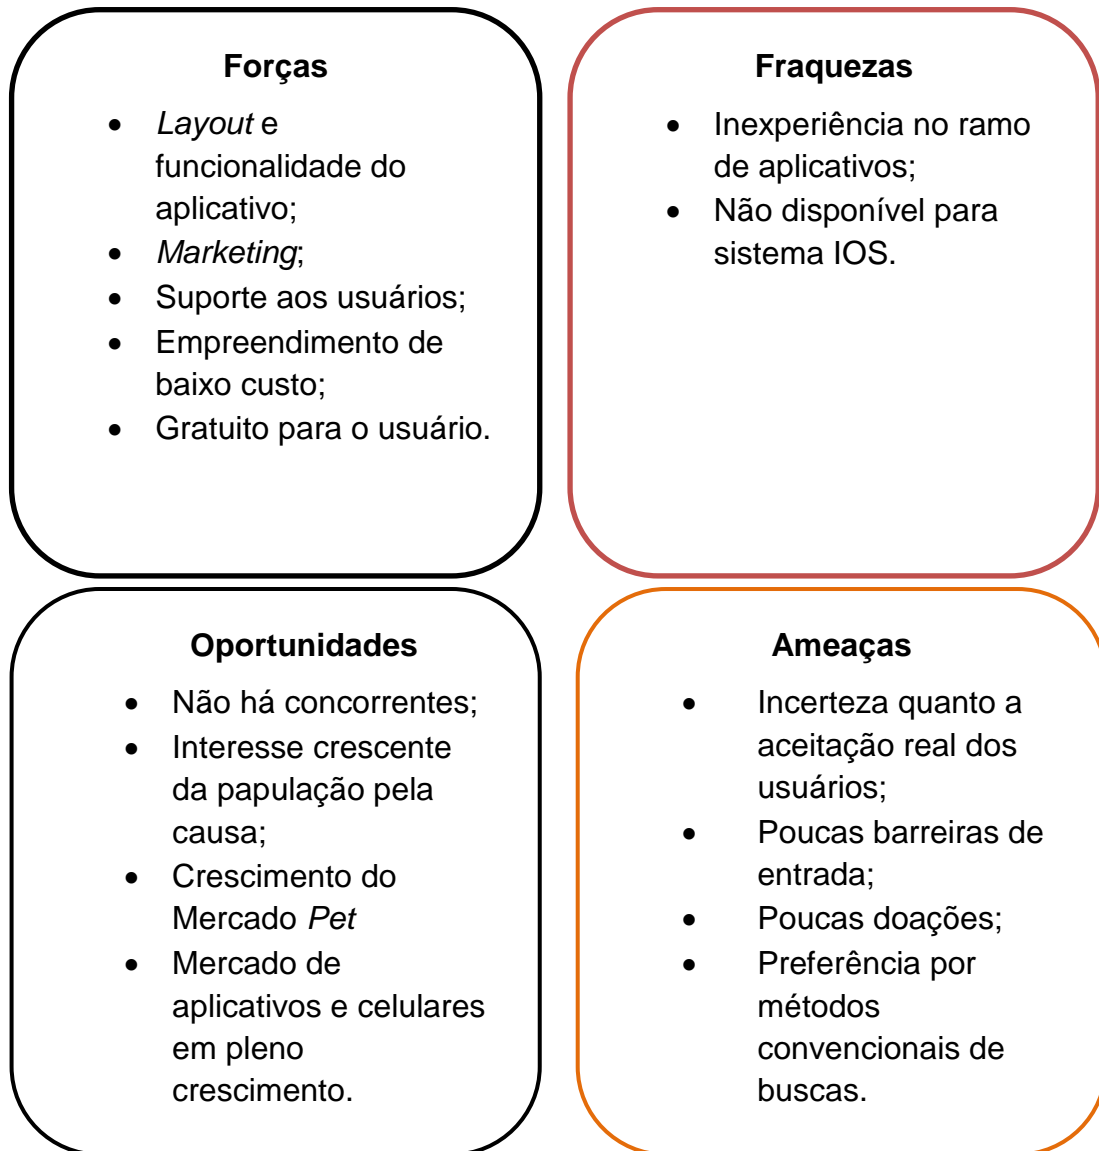 Forças
• Layout e
funcionalidade do
aplicativo;
• Marketing;
• Suporte aos usuários;
• Empreendimento de
baixo custo;
• Gratuito para o usuário.
Fraquezas
• Inexperiência no ramo
de aplicativos;
• Não disponível para
sistema IOS.
Oportunidades
• Não há concorrentes;
• Interesse crescente
da papulação pela
causa;
• Crescimento do
Mercado Pet
• Mercado de
aplicativos e celulares
em pleno
crescimento.
Ameaças
• Incerteza quanto a
aceitação real dos
usuários;
• Poucas barreiras de
entrada;
• Poucas doações;
• Preferência por
métodos
convencionais de
buscas.